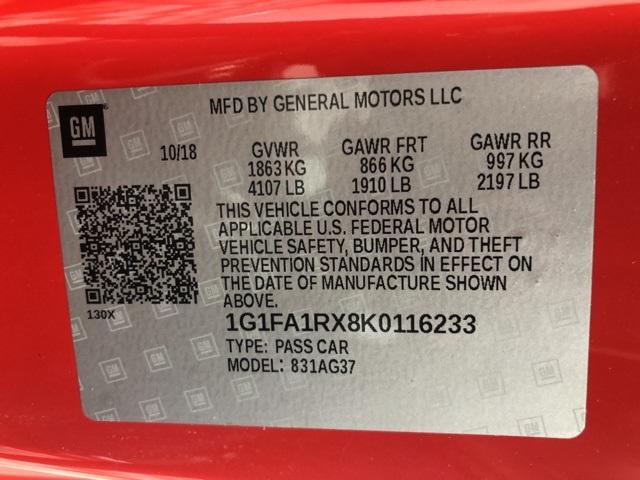 MFD BY GENERAL MOTORS LLC
GM
10/18 GVWR GAWR FRT GAWR RR
1863 KG 866 KG 997 KG
4107 LB 1910 LB 2197 LB
THIS VEHICLE CONFORMS TO ALL
APPLICABLE U.S. FEDERAL MOTOR
VEHICLE SAFETY, BUMPER, AND THEFT
PREVENTION STANDARDS IN EFFECT ON
THE DATE OF MANUFACTURE SHOWN
ABOVE.
130X
1G1FA1RX8K0116233
TYPE: PASS CAR
MODEL: 831AG37